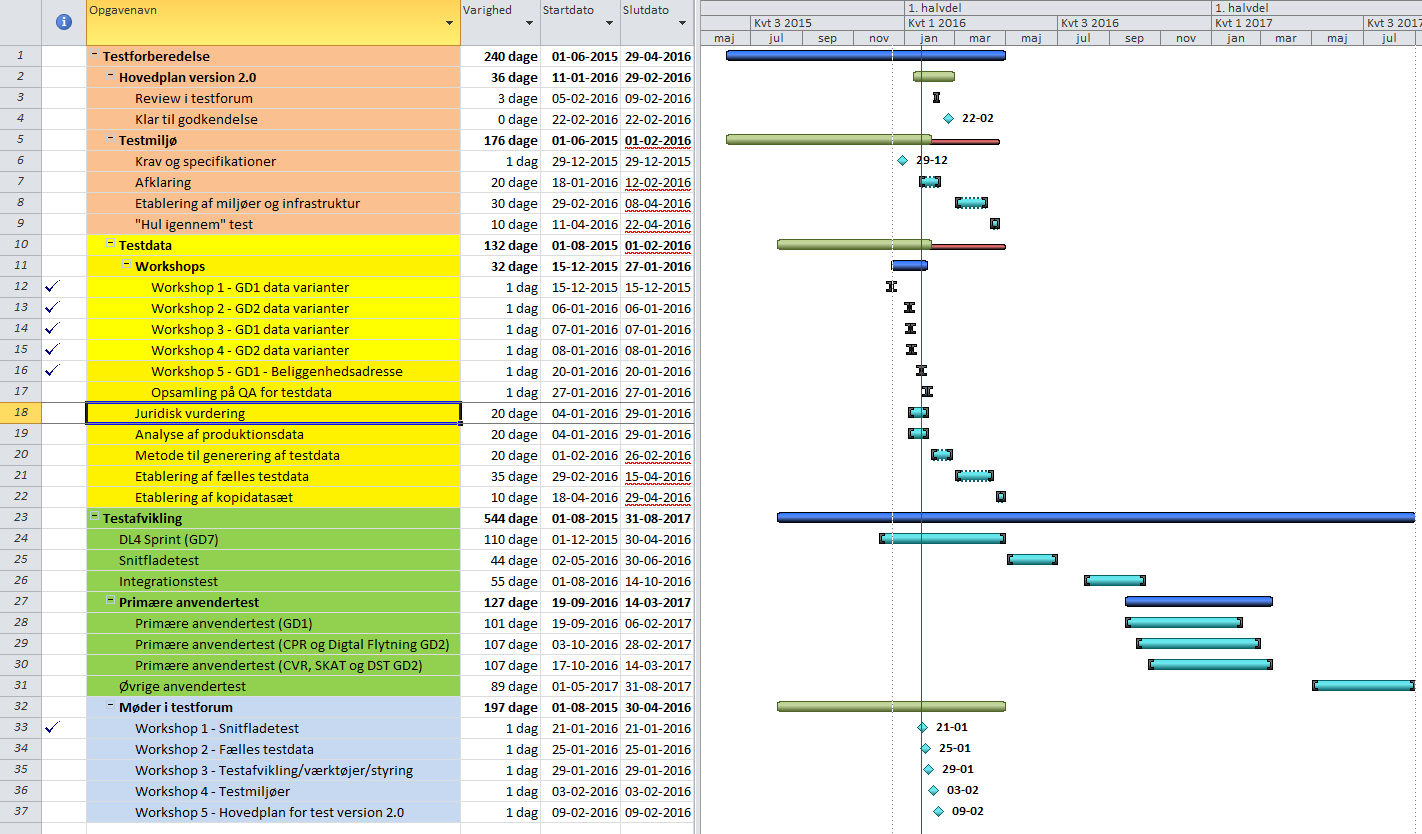 Opgavenavn Varighed Startdato Slutdato
1. halvdel 1. halvdel
Kvt 3 2015 Kvt 1 2016 Kvt 3 2016 Kvt 1 2017 Kvt 3 2017
maj jul sep nov jan mar maj jul sep nov jan mar maj jul
1 Testforberedelse 240 dage 01-06-2015 29-04-2016
2 Hovedplan version 2.0 36 dage 11-01-2016 29-02-2016
3 Review i testforum 3 dage 05-02-2016 09-02-2016
4 Klar til godkendelse 0 dage 22-02-2016 22-02-2016 22-02
5 Testmiljø 176 dage 01-06-2015 01-02-2016
6 Krav og specifikationer 1 dag 29-12-2015 29-12-2015 29-12
7 Afklaring 20 dage 18-01-2016 12-02-2016
8 Etablering af miljøer og infrastruktur 30 dage 29-02-2016 08-04-2016
9 "Hul igennem" test 10 dage 11-04-2016 22-04-2016
10 Testdata 132 dage 01-08-2015 01-02-2016
11 Workshops 32 dage 15-12-2015 27-01-2016
12 Workshop 1 - GD1 data varianter 1 dag 15-12-2015 15-12-2015
13 Workshop 2 - GD2 data varianter 1 dag 06-01-2016 06-01-2016
14 Workshop 3 - GD1 data varianter 1 dag 07-01-2016 07-01-2016
15 Workshop 4 - GD2 data varianter 1 dag 08-01-2016 08-01-2016
16 Workshop 5 - GD1 - Beliggenhedsadresse 1 dag 20-01-2016 20-01-2016
17 Opsamling på QA for testdata 1 dag 27-01-2016 27-01-2016
18 Juridisk vurdering 20 dage 04-01-2016 29-01-2016
19 Analyse af produktionsdata 20 dage 04-01-2016 29-01-2016
20 Metode til generering af testdata 20 dage 01-02-2016 26-02-2016
21 Etablering af fælles testdata 35 dage 29-02-2016 15-04-2016
22 Etablering af kopidatasæt 10 dage 18-04-2016 29-04-2016
23 Testafvikling 544 dage 01-08-2015 31-08-2017
24 DL4 Sprint (GD7) 110 dage 01-12-2015 30-04-2016
25 Snitfladetest 44 dage 02-05-2016 30-06-2016
26 Integrationstest 55 dage 01-08-2016 14-10-2016
27 Primære anvendertest 127 dage 19-09-2016 14-03-2017
28 Primære anvendertest (GD1) 101 dage 19-09-2016 06-02-2017
29 Primære anvendertest (CPR og Digtal Flytning GD2) 107 dage 03-10-2016 28-02-2017
30 Primære anvendertest (CVR, SKAT og DST GD2) 107 dage 17-10-2016 14-03-2017
31 Øvrige anvendertest 89 dage 01-05-2017 31-08-2017
32 Møder i testforum 197 dage 01-08-2015 30-04-2016
33 Workshop 1 - Snitfladetest 1 dag 21-01-2016 21-01-2016 21-01
34 Workshop 2 - Fælles testdata 1 dag 25-01-2016 25-01-2016 25-01
35 Workshop 3 - Testafvikling/værktøjer/styring 1 dag 29-01-2016 29-01-2016 29-01
36 Workshop 4 - Testmiljøer 1 dag 03-02-2016 03-02-2016 03-02
37 Workshop 5 - Hovedplan for test version 2.0 1 dag 09-02-2016 09-02-2016 09-02